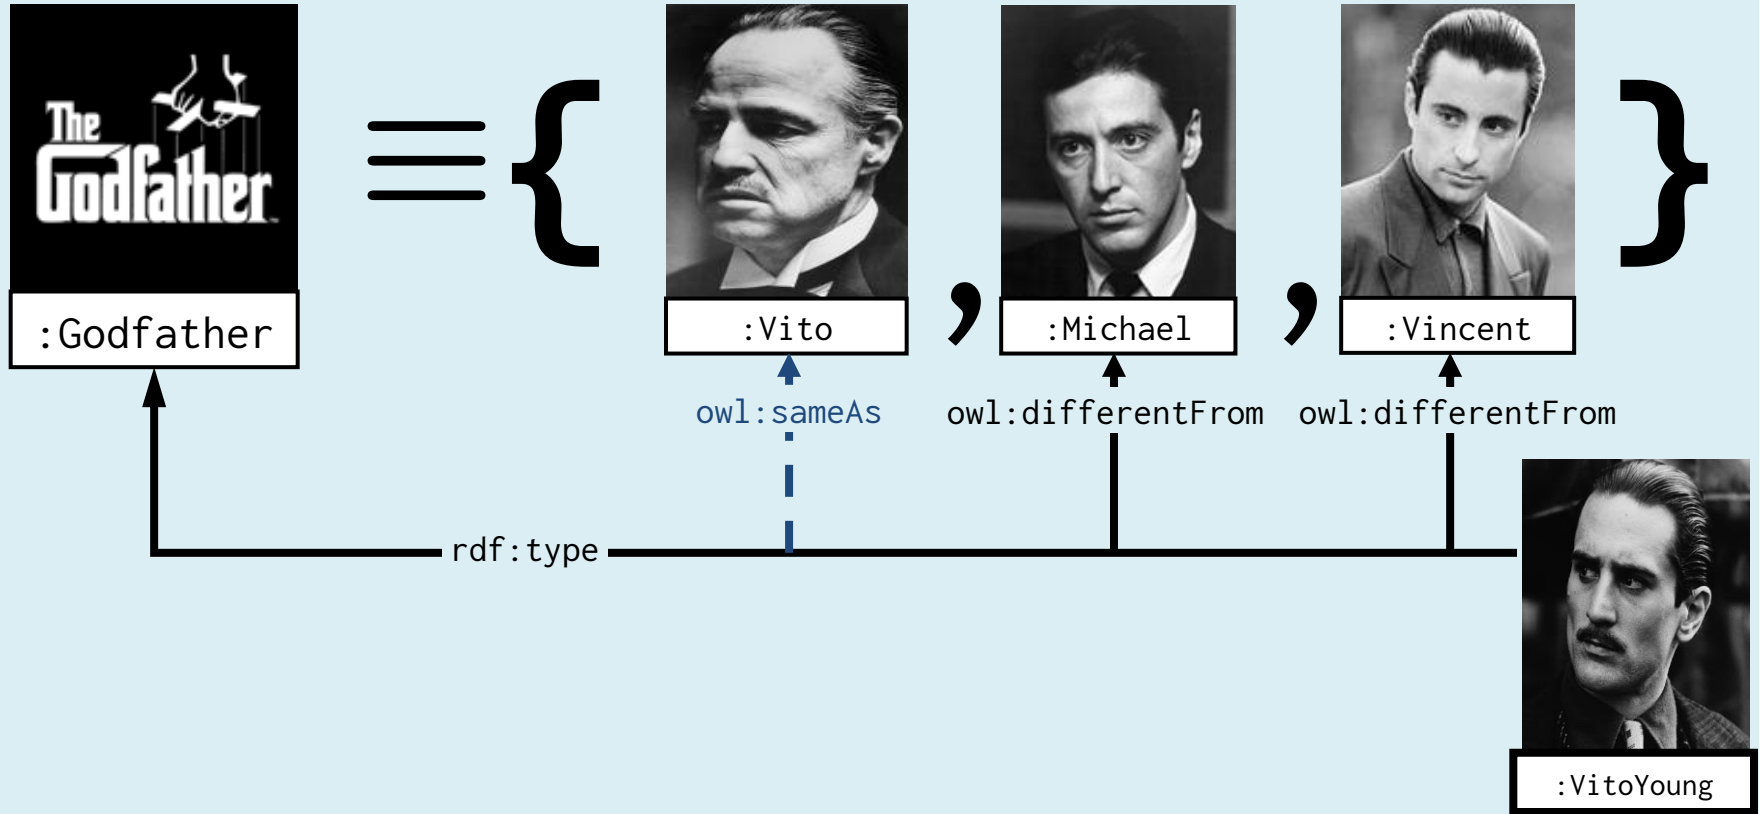 The
Godfather
:Godfather
≡ {
:Vito
,
:Michael
,
:Vincent
}
owl:sameAs
owl:differentFrom
owl:differentFrom
rdf:type
:VitoYoung